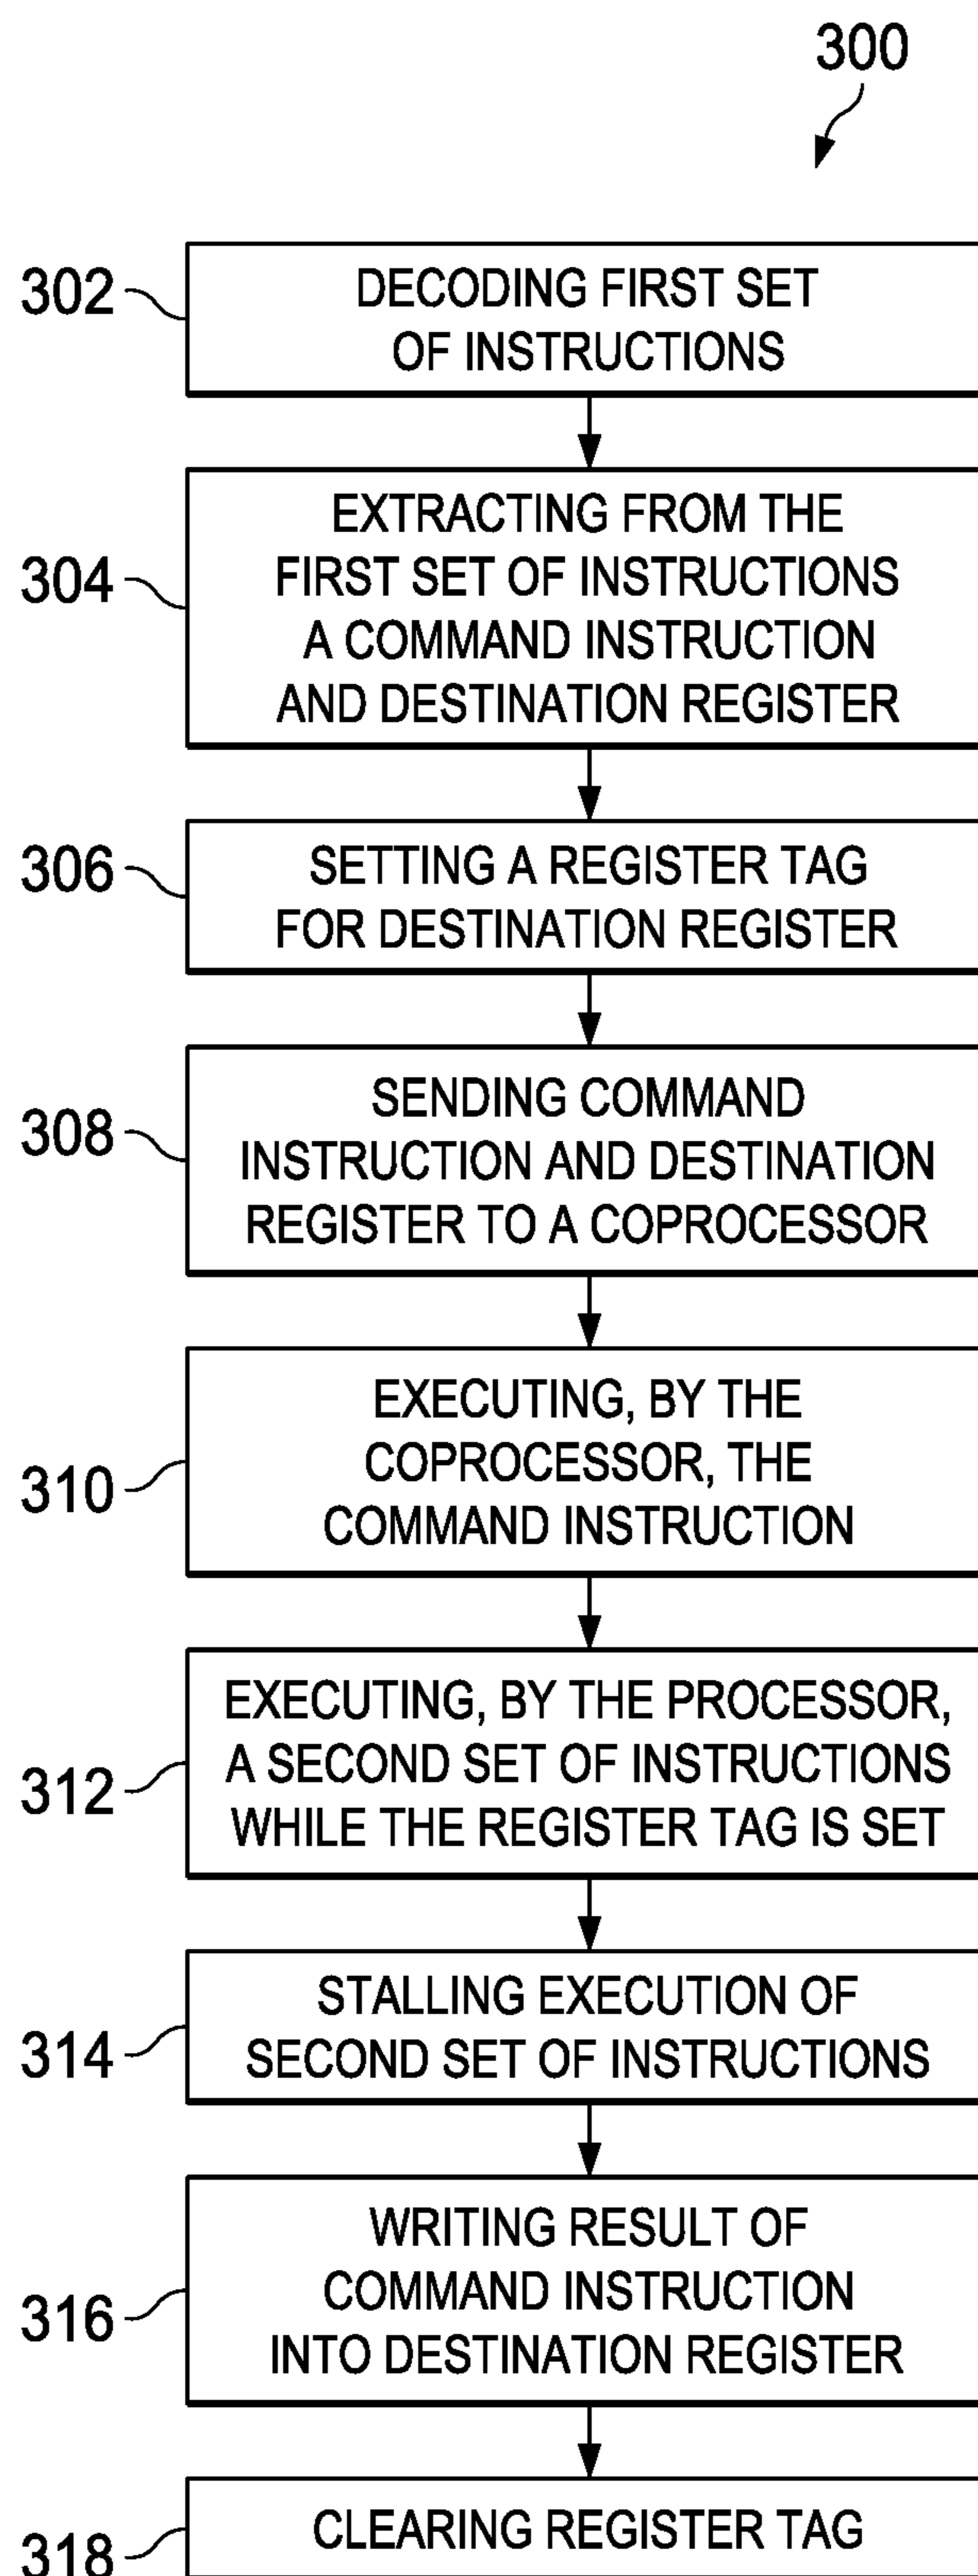 300
302
DECODING FIRST SET
OF INSTRUCTIONS
304
EXTRACTING FROM THE
FIRST SET OF INSTRUCTIONS
A COMMAND INSTRUCTION
AND DESTINATION REGISTER
306
SETTING A REGISTER TAG
FOR DESTINATION REGISTER
308
SENDING COMMAND
INSTRUCTION AND DESTINATION
REGISTER TO A COPROCESSOR
310
EXECUTING, BY THE
COPROCESSOR, THE
COMMAND INSTRUCTION
312
EXECUTING, BY THE PROCESSOR,
A SECOND SET OF INSTRUCTIONS
WHILE THE REGISTER TAG IS SET
314
STALLING EXECUTION OF
SECOND SET OF INSTRUCTIONS
316
WRITING RESULT OF
COMMAND INSTRUCTION
INTO DESTINATION REGISTER
318
CLEARING REGISTER TAG